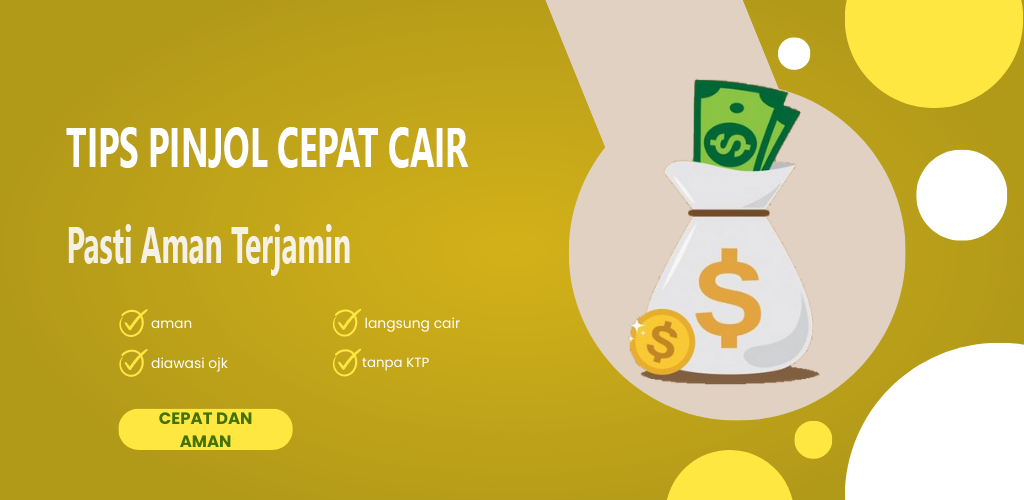 TIPS PINJOL CEPAT CAIR
Pasti Aman Terjamin
aman
langsung cair
diawasi ojk
tanpa KTP
CEPAT DAN
AMAN
$
$
$